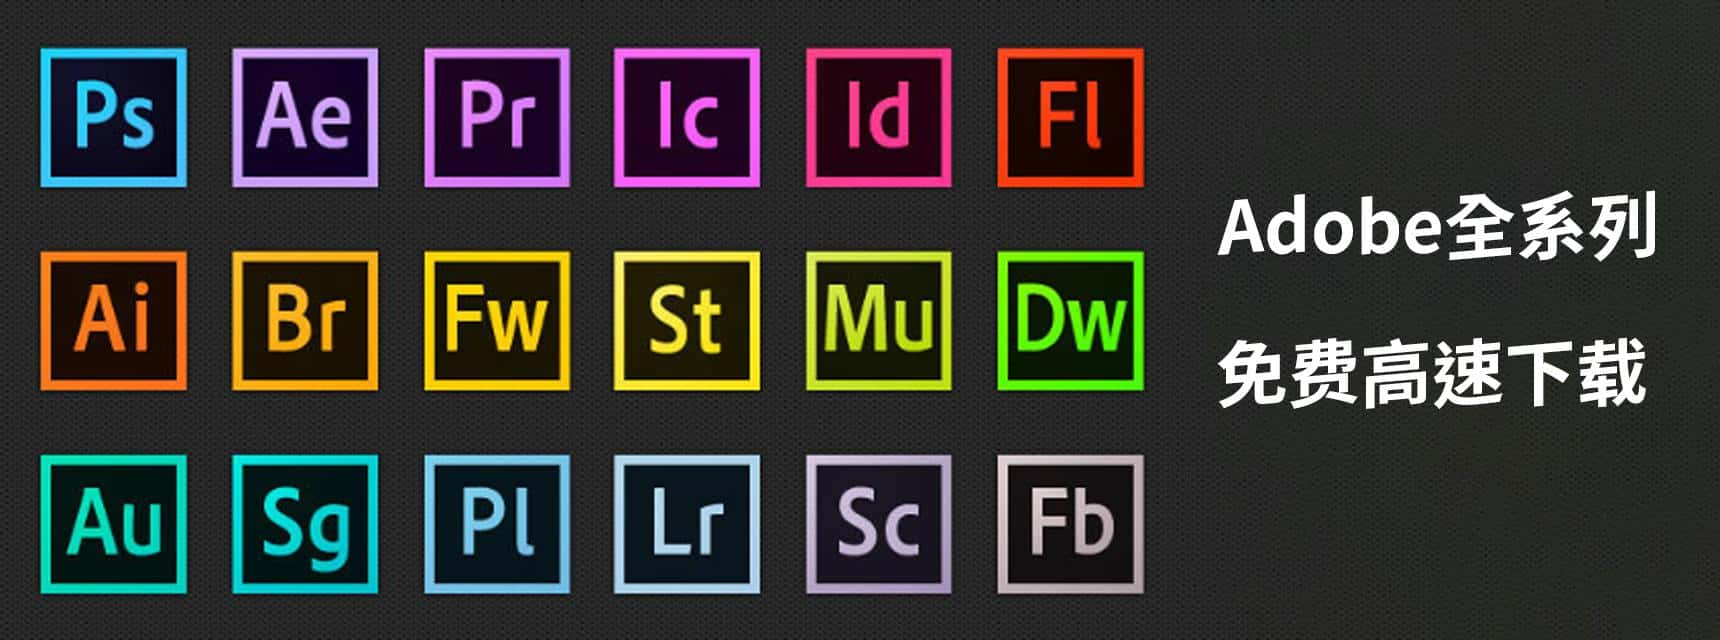 Ps Ae Pr Ic Id Fl
Adobe全系列
Ai Br Fw St Mu Dw
免费高速下载
Au Sg Pl Lr Sc Fb